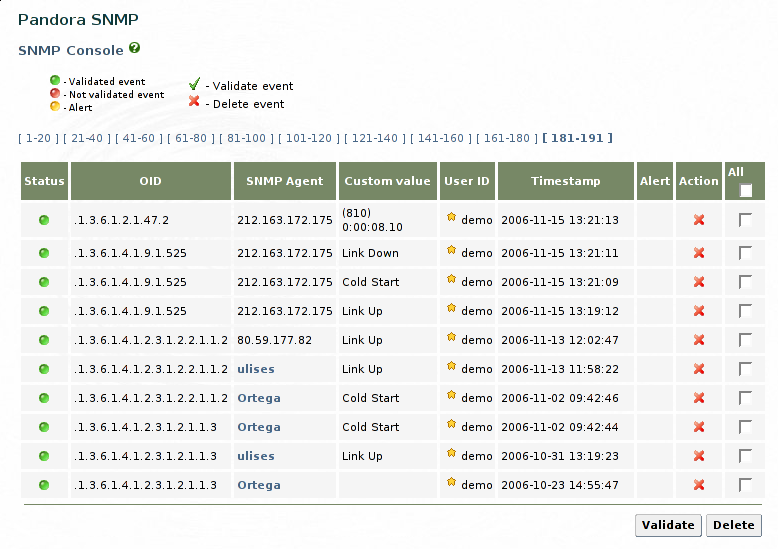 Pandora SNMP
SNMP Console ?
- Validated event
- Not validated event
- Alert
- Validate event
- Delete event
[ 1-20 ] [ 21-40 ] [ 41-60 ] [ 61-80 ] [ 81-100 ] [ 101-120 ] [ 121-140 ] [ 141-160 ] [ 161-180 ] [ 181-191 ]
Status OID SNMP Agent Custom value User ID Timestamp Alert Action All
.1.3.6.1.2.1.47.2 212.163.172.175 (810) 0:00:08.10 demo 2006-11-15 13:21:13
.1.3.6.1.4.1.9.1.525 212.163.172.175 Link Down demo 2006-11-15 13:21:11
.1.3.6.1.4.1.9.1.525 212.163.172.175 Cold Start demo 2006-11-15 13:21:09
.1.3.6.1.4.1.9.1.525 212.163.172.175 Link Up demo 2006-11-15 13:19:12
.1.3.6.1.4.1.2.3.1.2.2.1.1.2 80.59.177.82 Link Up demo 2006-11-13 12:02:47
.1.3.6.1.4.1.2.3.1.2.2.1.1.2 ulises Link Up demo 2006-11-13 11:58:22
.1.3.6.1.4.1.2.3.1.2.2.1.1.2 Ortega Cold Start demo 2006-11-02 09:42:46
.1.3.6.1.4.1.2.3.1.2.1.1.3 Ortega Cold Start demo 2006-11-02 09:42:44
.1.3.6.1.4.1.2.3.1.2.1.1.3 ulises Link Up demo 2006-10-31 13:19:23
.1.3.6.1.4.1.2.3.1.2.1.1.3 Ortega demo 2006-10-23 14:55:47
Validate Delete